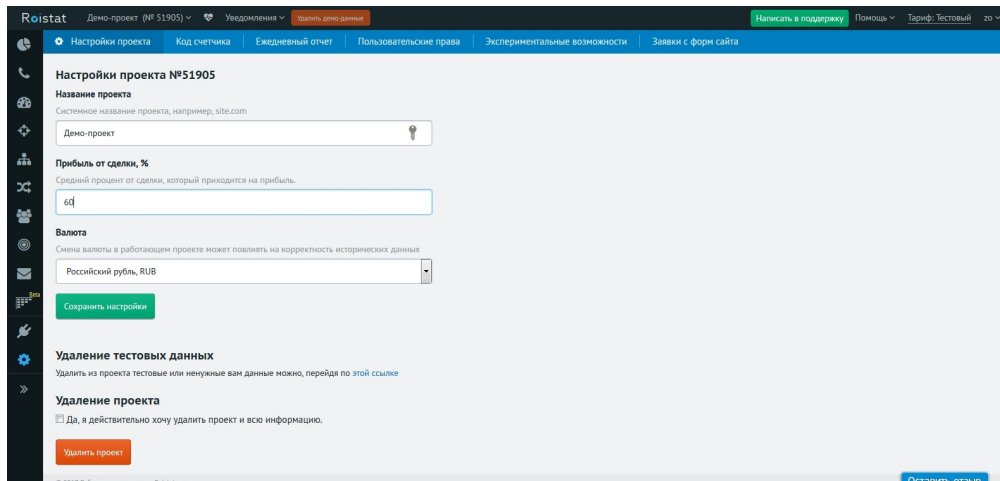 Roistat Демо-проект (№ 51905) Уведомления Удалить демо-данные Написать в поддержку Помощь Тариф: Тестовый zo
Настройки проекта Код счетчика Ежедневный отчет Пользовательские права Экспериментальные возможности Заявки с форм сайта
Настройки проекта №51905
Название проекта
Системное название проекта, например, site.com
Демо-проект
Прибыль от сделки, %
Средний процент от сделки, который приходится на прибыль.
60
Валюта
Смена валюты в работающем проекте может повлиять на корректность исторических данных
Российский рубль, RUB
Beta
Сохранить настройки
Удаление тестовых данных
Удалить из проекта тестовые или ненужные вам данные можно, перейдя по этой ссылке
Удаление проекта
Да, я действительно хочу удалить проект и всю информацию.
Удалить проект
Оставить отзыв